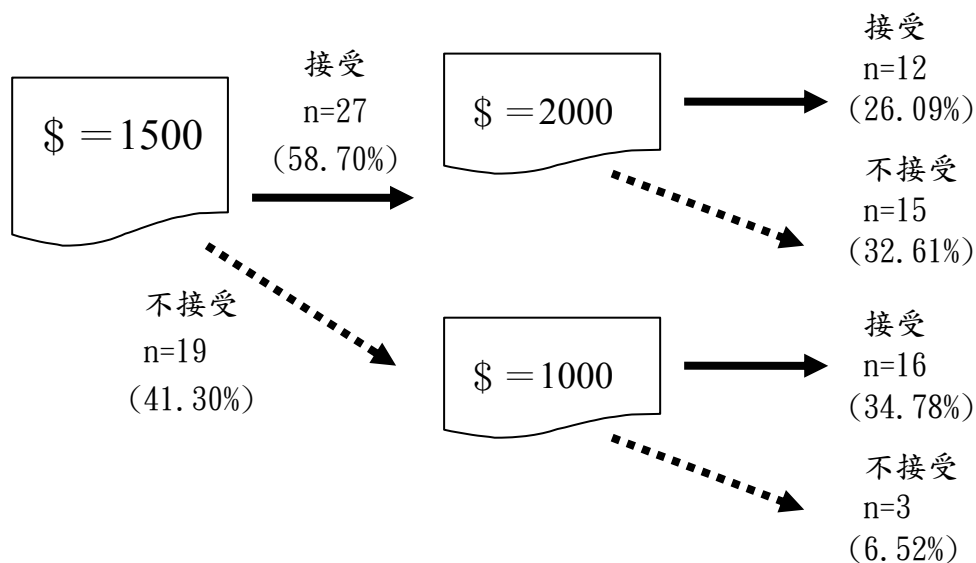 $＝1500
接受
n=27
(58.70%)
不接受
n=19
(41.30%)
$＝2000
接受
n=12
(26.09%)
不接受
n=15
(32.61%)
$＝1000
接受
n=16
(34.78%)
不接受
n=3
(6.52%)